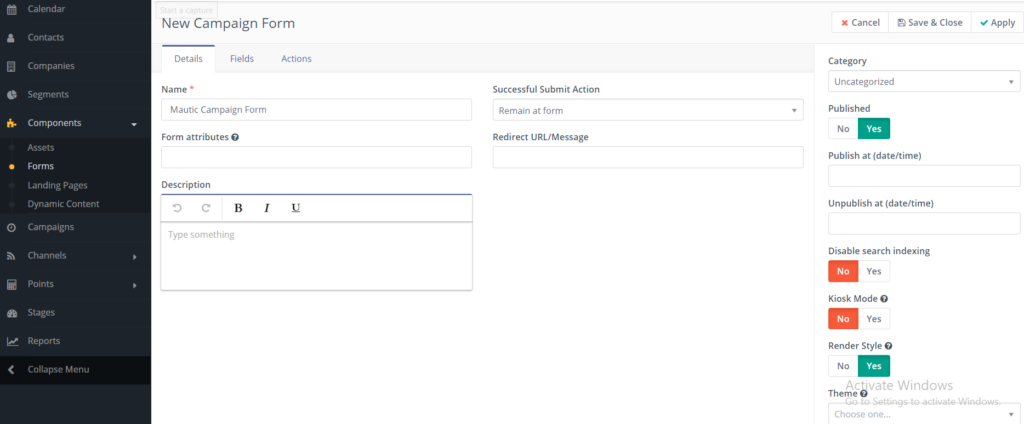 Calendar
Contacts
Companies
Segments
Components
Assets
Forms
Landing Pages
Dynamic Content
Campaigns
Channels
Points
Stages
Reports
Collapse Menu
Start a capture
New Campaign Form
Cancel
Save & Close
Apply
Details
Fields
Actions
Name *
Mautic Campaign Form
Successful Submit Action
Remain at form
Form attributes
Redirect URL/Message
Description
B I U
Type something
Category
Uncategorized
Published
No Yes
Publish at (date/time)
Unpublish at (date/time)
Disable search indexing
No Yes
Kiosk Mode
No Yes
Render Style
No Yes
Activate Windows
Theme
Go to Settings to activate Windows.
Choose one...